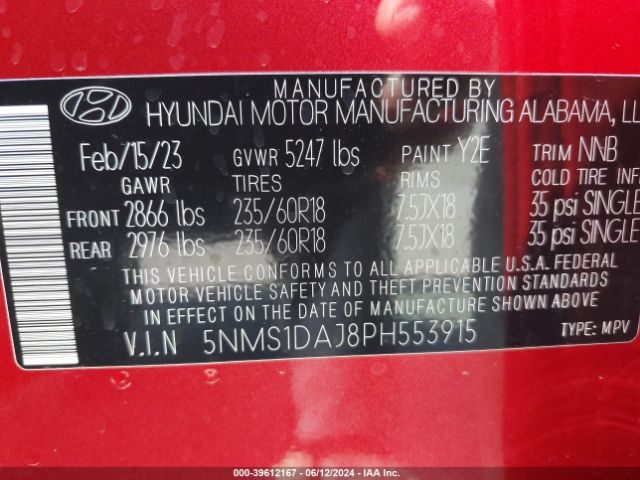 MANUFACTURED BY
HYUNDAI MOTOR MANUFACTURING ALABAMA, LL
Feb/15/23 GVWR 5247 lbs PAINT Y2E TRIM NNB
GAWR TIRES RIMS COLD TIRE INF
FRONT 2866 lbs 235/60R18 7.5JX18 35 psi SINGLE
REAR 2976 lbs 235/60R18 7.5JX18 35 psi SINGLE
THIS VEHICLE CONFORMS TO ALL APPLICABLE U.S.A. FEDERAL
MOTOR VEHICLE SAFETY AND THEFT PREVENTION STANDARDS
IN EFFECT ON THE DATE OF MANUFACTURE SHOWN ABOVE.
V.I.N 5NMS1DAJ8PH553915 TYPE: MPV
000-39612167 - 06/12/2024 - IAA Inc.